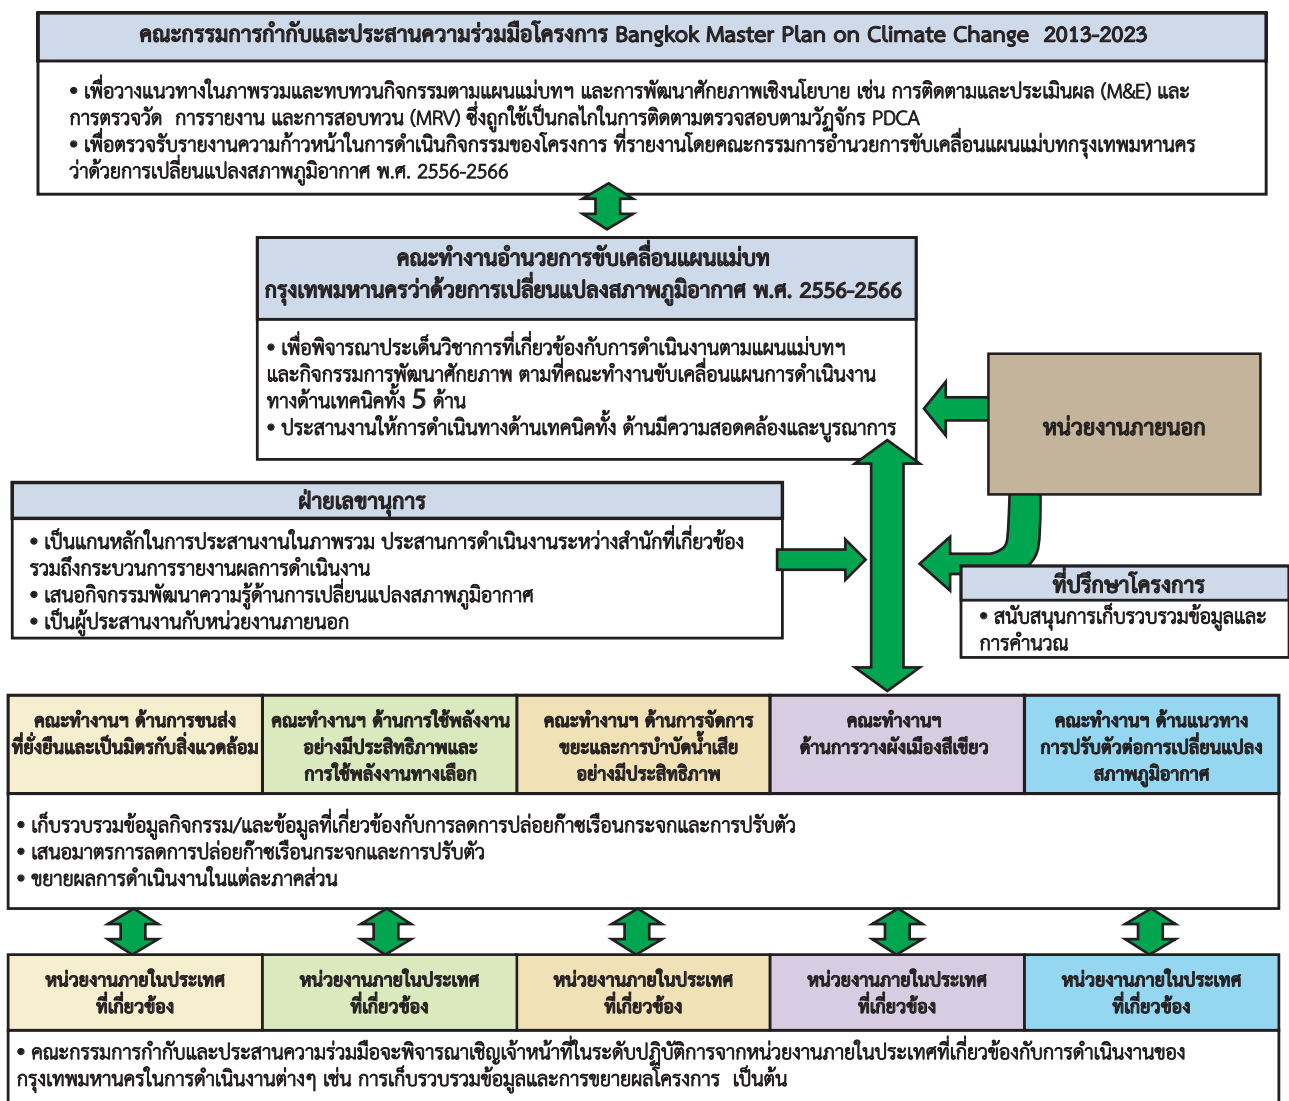 คณะกรรมการกำกับและประสานความร่วมมือโครงการ Bangkok Master Plan on Climate Change 2013-2023
• เพื่อวางแนวทางในภาพรวมและทบทวนกิจกรรมตามแผนแม่บทฯ และการพัฒนาศักยภาพเชิงนโยบาย เช่น การติดตามและประเมินผล (M&E) และ
การตรวจวัด การรายงาน และการสอบทวน (MRV) ซึ่งถูกใช้เป็นกลไกในการติดตามตรวจสอบตามวัฏจักร PDCA
• เพื่อตรวจรับรายงานความก้าวหน้าในการดำเนินกิจกรรมของโครงการ ที่รายงานโดยคณะกรรมการอำนวยการขับเคลื่อนแผนแม่บทกรุงเทพมหานคร
ว่าด้วยการเปลี่ยนแปลงสภาพภูมิอากาศ พ.ศ. 2556-2566
คณะทำงานอำนวยการขับเคลื่อนแผนแม่บท
กรุงเทพมหานครว่าด้วยการเปลี่ยนแปลงสภาพภูมิอากาศ พ.ศ. 2556-2566
• เพื่อพิจารณาประเด็นวิชาการที่เกี่ยวข้องกับการดำเนินงานตามแผนแม่บทฯ
และกิจกรรมการพัฒนาศักยภาพ ตามที่คณะทำงานขับเคลื่อนแผนการดำเนินงาน
ทางด้านเทคนิคทั้ง 5 ด้าน
• ประสานงานให้การดำเนินทางด้านเทคนิคทั้ง ด้านมีความสอดคล้องและบูรณาการ
หน่วยงานภายนอก
ฝ่ายเลขานุการ
• เป็นแกนหลักในการประสานงานในภาพรวม ประสานการดำเนินงานระหว่างสำนักที่เกี่ยวข้อง
รวมถึงกระบวนการรายงานผลการดำเนินงาน
• เสนอกิจกรรมพัฒนาความรู้ด้านการเปลี่ยนแปลงสภาพภูมิอากาศ
• เป็นผู้ประสานงานกับหน่วยงานภายนอก
ที่ปรึกษาโครงการ
• สนับสนุนการเก็บรวบรวมข้อมูลและ
การคำนวณ
คณะทำงานฯ ด้านการขนส่ง
ที่ยั่งยืนและเป็นมิตรกับสิ่งแวดล้อม
คณะทำงานฯ ด้านการใช้พลังงาน
อย่างมีประสิทธิภาพและ
การใช้พลังงานทางเลือก
คณะทำงานฯ ด้านการจัดการ
ขยะและการบำบัดน้ำเสีย
อย่างมีประสิทธิภาพ
คณะทำงานฯ
ด้านการวางผังเมืองสีเขียว
คณะทำงานฯ ด้านแนวทาง
การปรับตัวต่อการเปลี่ยนแปลง
สภาพภูมิอากาศ
• เก็บรวบรวมข้อมูลกิจกรรม/และข้อมูลที่เกี่ยวข้องกับการลดการปล่อยก๊าซเรือนกระจกและการปรับตัว
• เสนอมาตรการลดการปล่อยก๊าซเรือนกระจกและการปรับตัว
• ขยายผลการดำเนินงานในแต่ละภาคส่วน
หน่วยงานภายในประเทศ
ที่เกี่ยวข้อง
หน่วยงานภายในประเทศ
ที่เกี่ยวข้อง
หน่วยงานภายในประเทศ
ที่เกี่ยวข้อง
หน่วยงานภายในประเทศ
ที่เกี่ยวข้อง
หน่วยงานภายในประเทศ
ที่เกี่ยวข้อง
• คณะกรรมการกำกับและประสานความร่วมมือจะพิจารณาเชิญเจ้าหน้าที่ในระดับปฏิบัติการจากหน่วยงานภายในประเทศที่เกี่ยวข้องกับการดำเนินงานของ
กรุงเทพมหานครในการดำเนินงานต่างๆ เช่น การเก็บรวบรวมข้อมูลและการขยายผลโครงการ เป็นต้น